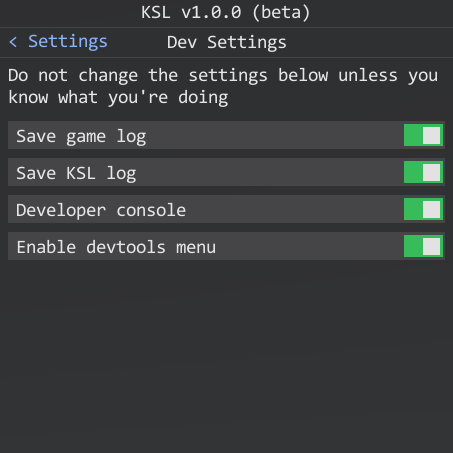 KSL v1.0.0 (beta)
< Settings
Dev Settings
Do not change the settings below unless you
know what you're doing
Save game log
Save KSL log
Developer console
Enable devtools menu